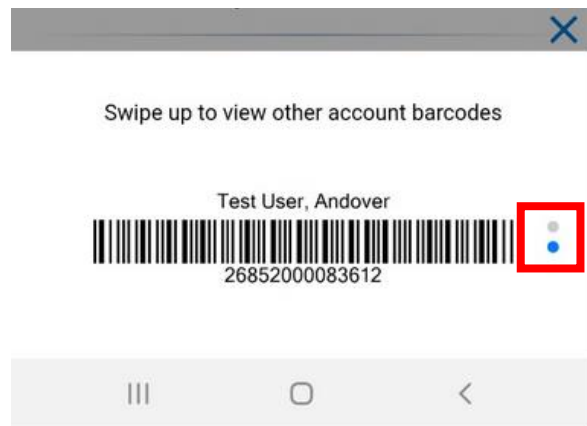 Swipe up to view other account barcodes
Test User, Andover
26852000083612